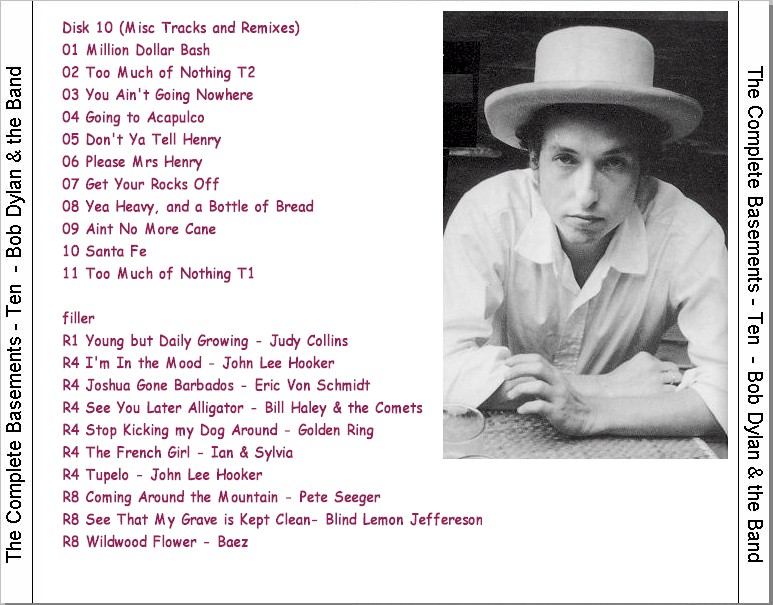 The Complete Basements - Ten - Bob Dylan & the Band
Disk 10 (Misc Tracks and Remixes)
01 Million Dollar Bash
02 Too Much of Nothing T2
03 You Ain't Going Nowhere
04 Going to Acapulco
05 Don't Ya Tell Henry
06 Please Mrs Henry
07 Get Your Rocks Off
08 Yea Heavy, and a Bottle of Bread
09 Aint No More Cane
10 Santa Fe
11 Too Much of Nothing T1
filler
R1 Young but Daily Growing - Judy Collins
R4 I'm In the Mood - John Lee Hooker
R4 Joshua Gone Barbados - Eric Von Schmidt
R4 See You Later Alligator - Bill Haley & the Comets
R4 Stop Kicking my Dog Around - Golden Ring
R4 The French Girl - Ian & Sylvia
R4 Tupelo - John Lee Hooker
R8 Coming Around the Mountain - Pete Seeger
R8 See That My Grave is Kept Clean- Blind Lemon Jeffereson
R8 Wildwood Flower - Baez
The Complete Basements - Ten - Bob Dylan & the Band